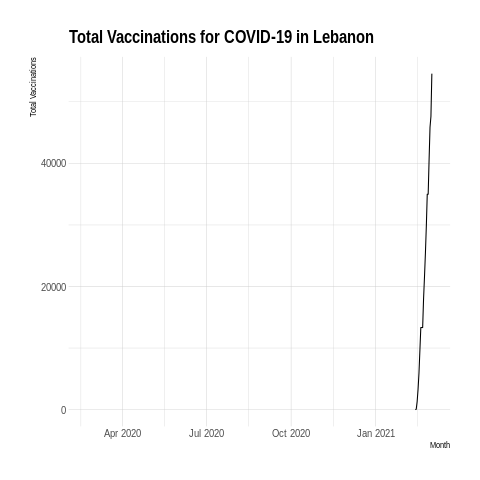 Total Vaccinations for COVID-19 in Lebanon
Total Vaccinations
40000
20000
0
Apr 2020
Jul 2020
Oct 2020
Jan 2021
Month